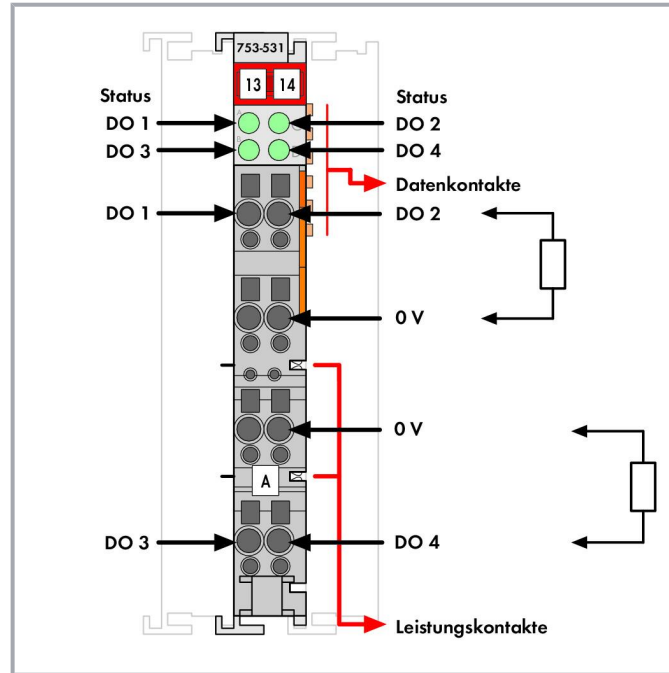 753-531
13 14
Status
Status
DO 1
DO 2
DO 3
DO 4
Datenkontakte
DO 1
DO 2
0 V
0 V
A
DO 3
DO 4
Leistungskontakte